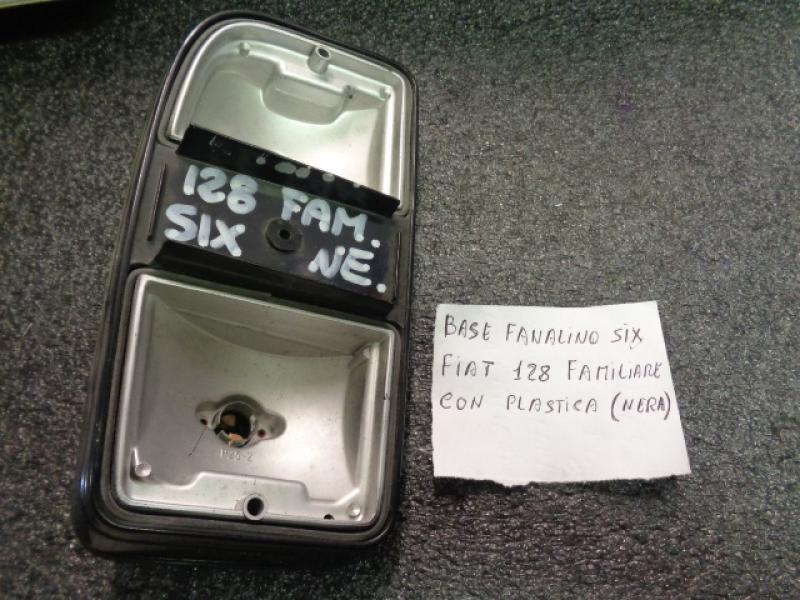 128 FAM.
SIX NE.
BASE FANALINO SIX
FIAT 128 FAMILIARE
CON PLASTICA (NERA)